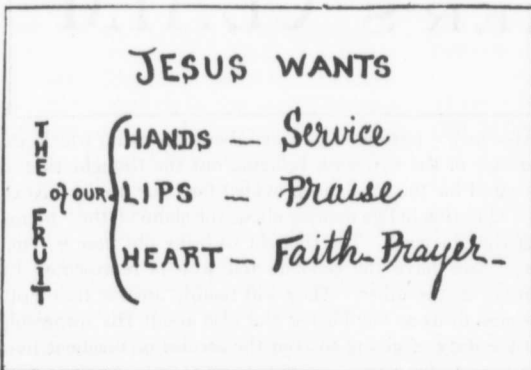 JESUS WANTS
THE FRUIT
of OUR
HANDS — Service
LIPS — Praise
HEART — Faith - Prayer -